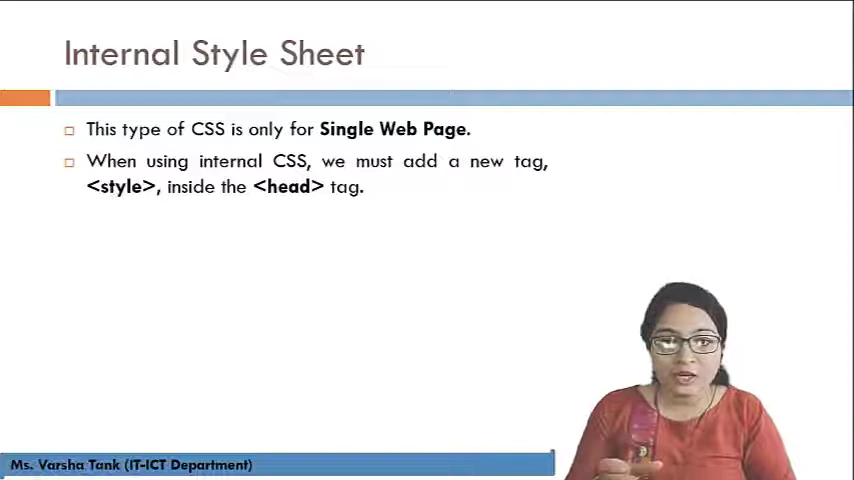 Internal Style Sheet
This type of CSS is only for Single Web Page.
When using internal CSS, we must add a new tag,
<style>, inside the <head> tag.
Ms. Varsha Tank (IT-ICT Department)